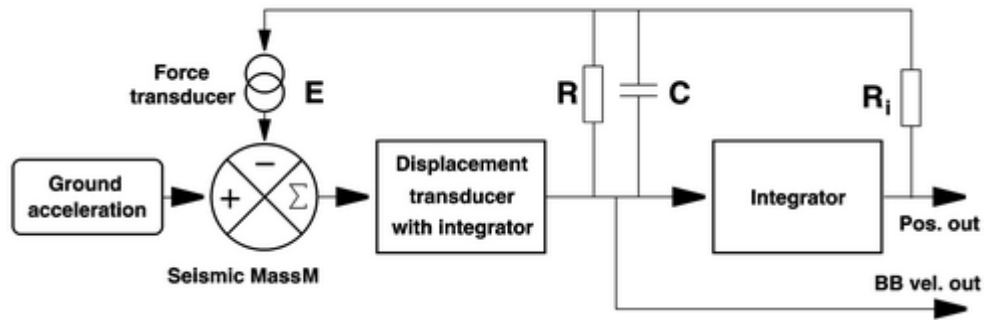 Force
transducer
E
R
C
Ri
Ground
acceleration
+
−
Σ
Seismic MassM
Displacement
transducer
with integrator
Integrator
Pos. out
BB vel. out